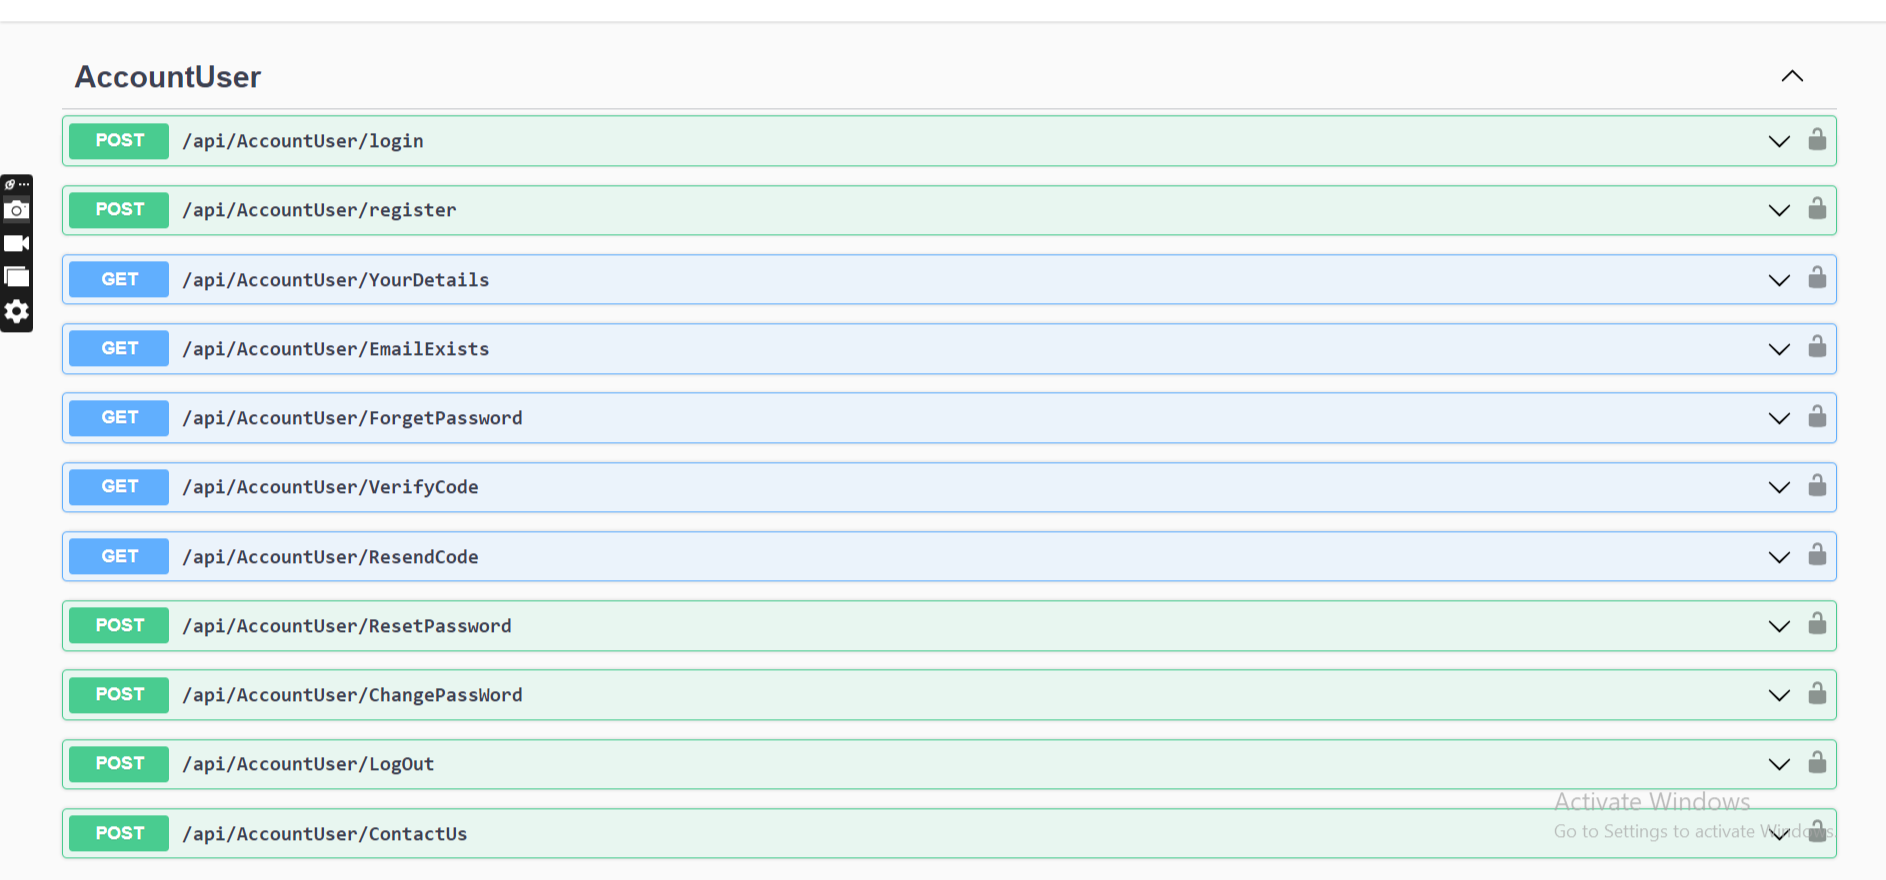 AccountUser
POST /api/AccountUser/login
POST /api/AccountUser/register
GET /api/AccountUser/YourDetails
GET /api/AccountUser/EmailExists
GET /api/AccountUser/ForgetPassword
GET /api/AccountUser/VerifyCode
GET /api/AccountUser/ResendCode
POST /api/AccountUser/ResetPassword
POST /api/AccountUser/ChangePassWord
POST /api/AccountUser/LogOut
Activate Windows
POST /api/AccountUser/ContactUs
Go to Settings to activate Windows.